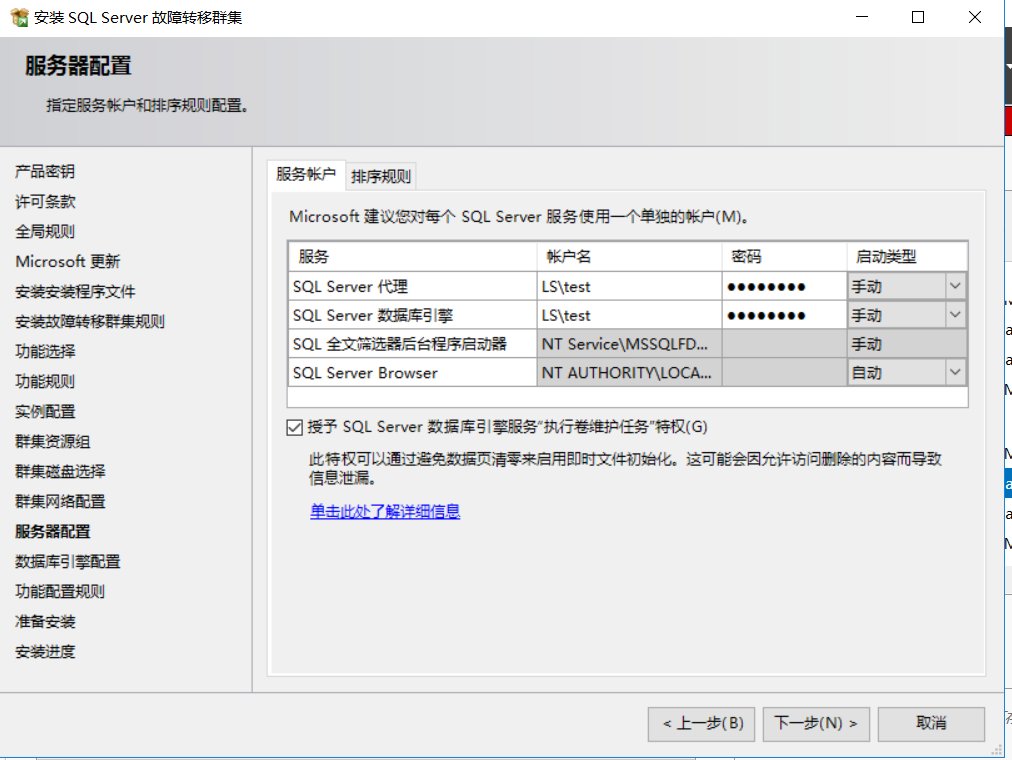 安装 SQL Server 故障转移群集
服务器配置
指定服务帐户和排序规则配置。
产品密钥
许可条款
全局规则
Microsoft 更新
安装安装程序文件
安装故障转移群集规则
功能选择
功能规则
实例配置
群集资源组
群集磁盘选择
群集网络配置
服务器配置
数据库引擎配置
功能配置规则
准备安装
安装进度
服务帐户 排序规则
Microsoft 建议您对每个 SQL Server 服务使用一个单独的帐户(M)。
服务 帐户名 密码 启动类型
SQL Server 代理 LS\test ●●●●●●●● 手动
SQL Server 数据库引擎 LS\test ●●●●●●●● 手动
SQL 全文筛选器后台程序启动器 NT Service\MSSQLFD... 手动
SQL Server Browser NT AUTHORITY\LOCA... 自动
授予 SQL Server 数据库引擎服务“执行卷维护任务”特权(G)
此特权可以通过避免数据页清零来启用即时文件初始化。这可能会因允许访问删除的内容而导致
信息泄漏。
单击此处了解详细信息
< 上一步(B) 下一步(N) > 取消